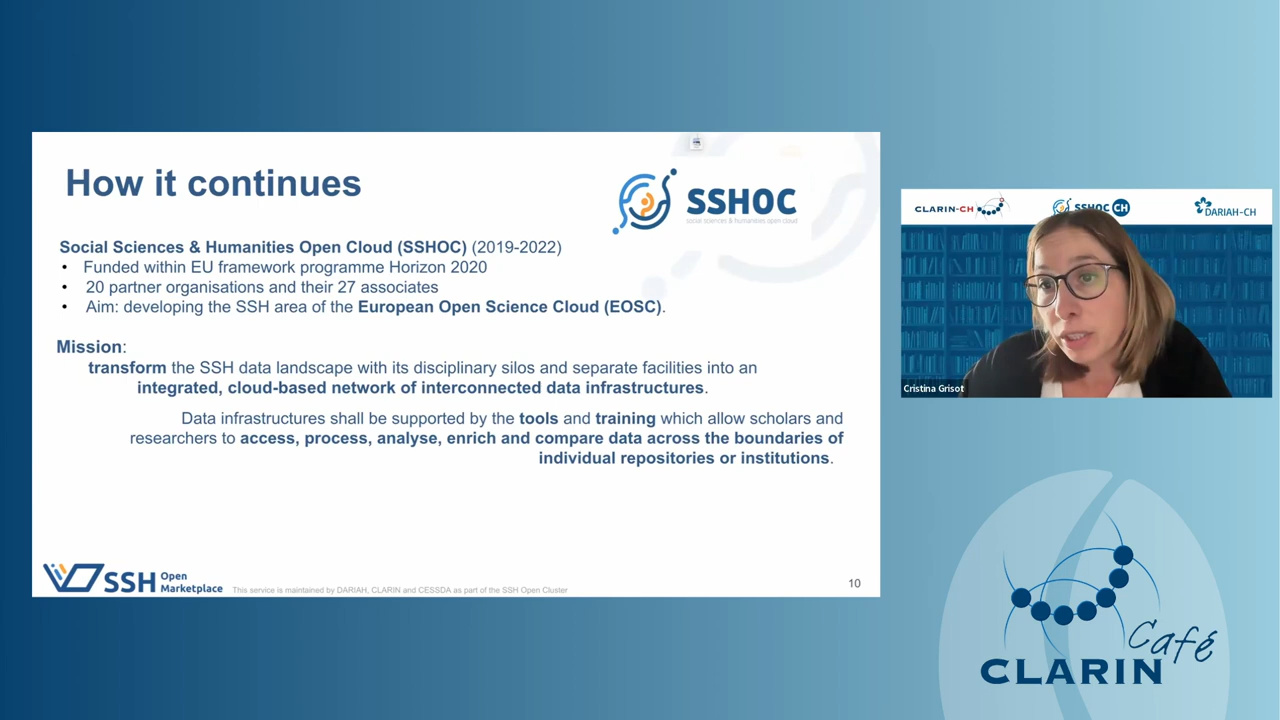 How it continues
SSHOC
social sciences & humanities open cloud
Social Sciences & Humanities Open Cloud (SSHOC) (2019-2022)
• Funded within EU framework programme Horizon 2020
• 20 partner organisations and their 27 associates
• Aim: developing the SSH area of the European Open Science Cloud (EOSC).
Mission:
transform the SSH data landscape with its disciplinary silos and separate facilities into an
integrated, cloud-based network of interconnected data infrastructures.
Data infrastructures shall be supported by the tools and training which allow scholars and
researchers to access, process, analyse, enrich and compare data across the boundaries of
individual repositories or institutions.
SSH Open
Marketplace
This service is maintained by DARIAH, CLARIN and CESSDA as part of the SSH Open Cluster
10
CLARIN-CH
SSHOC CH
DARIAH-CH
Cristina Grisot
Café
CLARIN